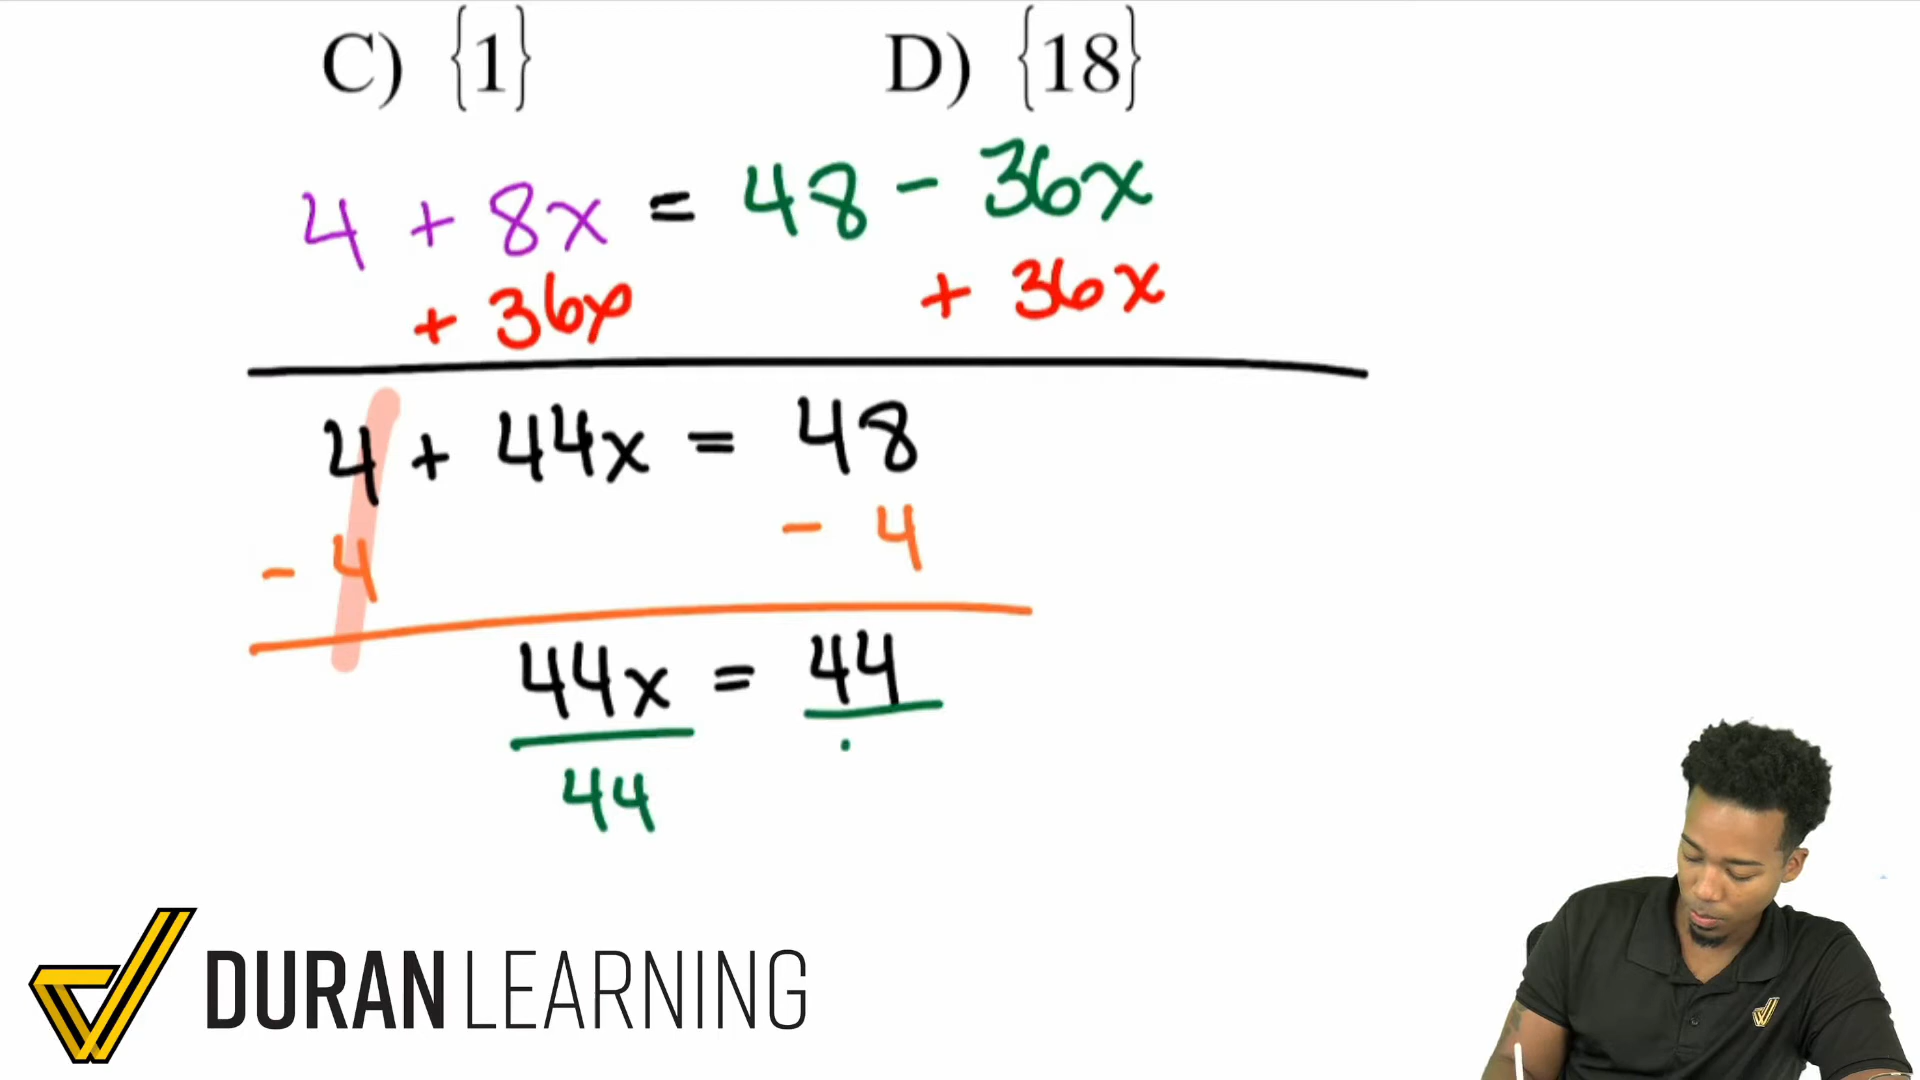 C) {1} D) {18}
4 + 8x = 48 - 36x
+ 36x + 36x
4 + 44x = 48
- 4 - 4
44x = 44
44
DURAN LEARNING